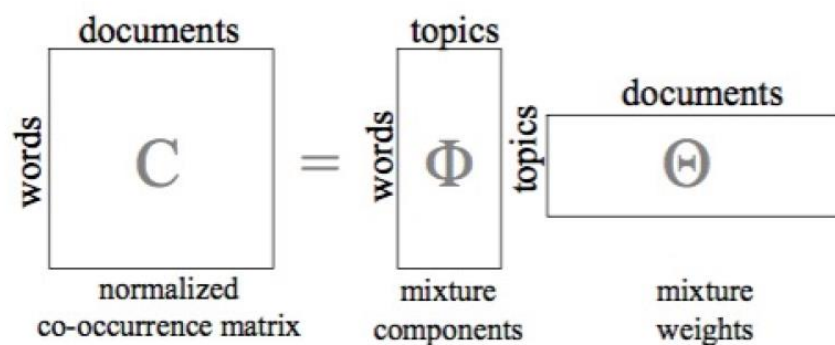 documents
words
C
normalized
co-occurrence matrix
=
topics
words
Φ
mixture
components
documents
topics
Θ
mixture
weights